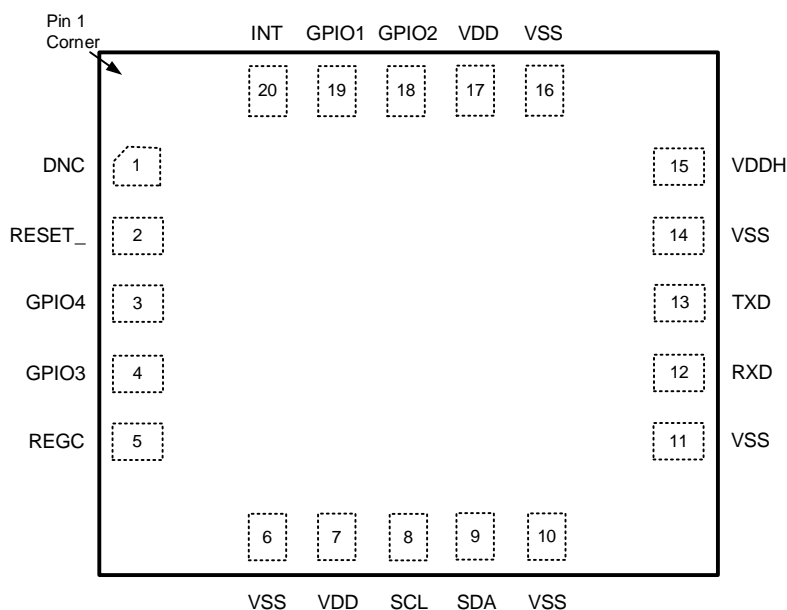 Pin 1
Corner
INT GPIO1 GPIO2 VDD VSS
20 19 18 17 16
DNC 1 15 VDDH
RESET_ 2 14 VSS
GPIO4 3 13 TXD
GPIO3 4 12 RXD
REGC 5 11 VSS
6 7 8 9 10
VSS VDD SCL SDA VSS